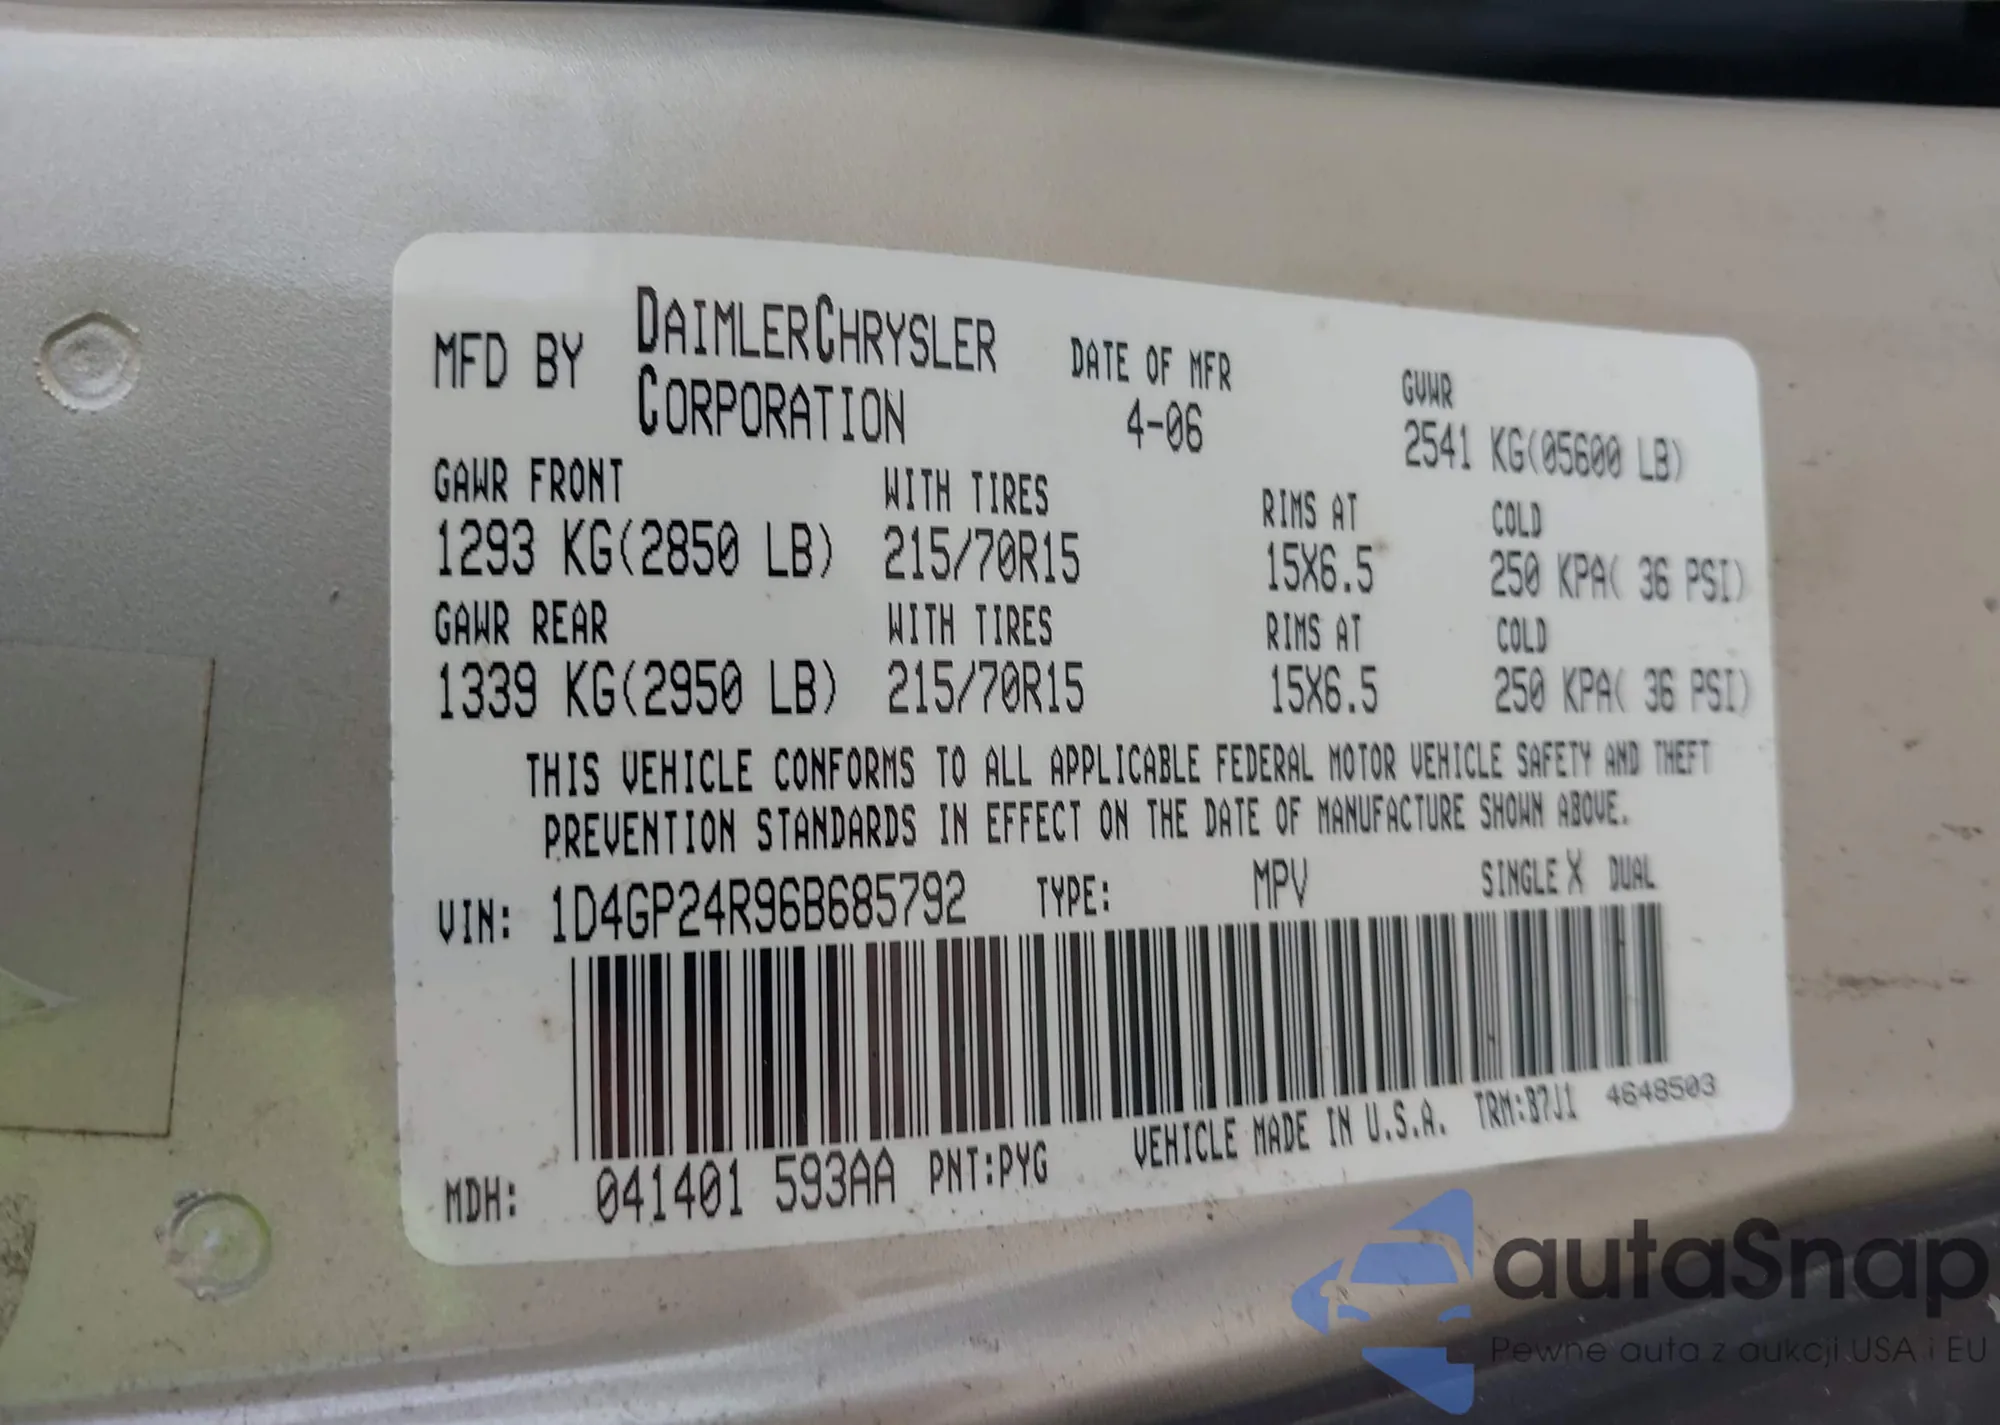 MFD BY DAIMLERCHRYSLER CORPORATION DATE OF MFR 4-06 GVWR 2541 KG(05600 LB)
GAWR FRONT WITH TIRES RIMS AT COLD
1293 KG(2850 LB) 215/70R15 15X6.5 250 KPA( 36 PSI)
GAWR REAR WITH TIRES RIMS AT COLD
1339 KG(2950 LB) 215/70R15 15X6.5 250 KPA( 36 PSI)
THIS VEHICLE CONFORMS TO ALL APPLICABLE FEDERAL MOTOR VEHICLE SAFETY AND THEFT
PREVENTION STANDARDS IN EFFECT ON THE DATE OF MANUFACTURE SHOWN ABOVE.
VIN: 1D4GP24R96B685792 TYPE: MPV SINGLE X DUAL
MDH: 041401 593AA PNT:PYG VEHICLE MADE IN U.S.A. TRM:B7J1 4648503
autaSnap
Pewne auta z aukcji USA i EU